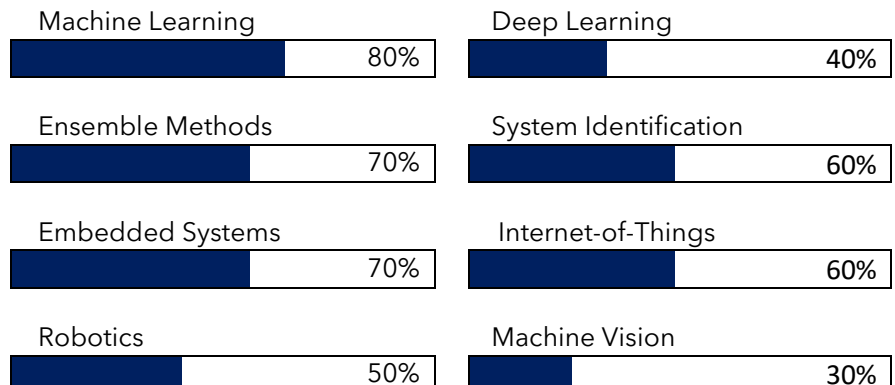 Machine Learning
80%
Deep Learning
40%
Ensemble Methods
70%
System Identification
60%
Embedded Systems
70%
Internet-of-Things
60%
Robotics
50%
Machine Vision
30%